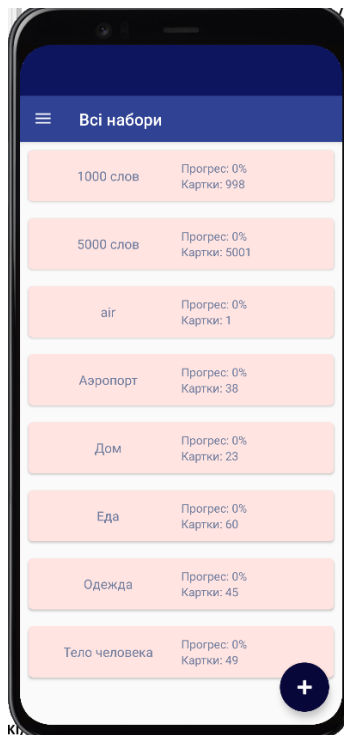 Всі набори
1000 слов
Прогрес: 0%
Картки: 998
5000 слов
Прогрес: 0%
Картки: 5001
air
Прогрес: 0%
Картки: 1
Аэропорт
Прогрес: 0%
Картки: 38
Дом
Прогрес: 0%
Картки: 23
Еда
Прогрес: 0%
Картки: 60
Одежда
Прогрес: 0%
Картки: 45
Тело человека
Прогрес: 0%
Картки: 49
+